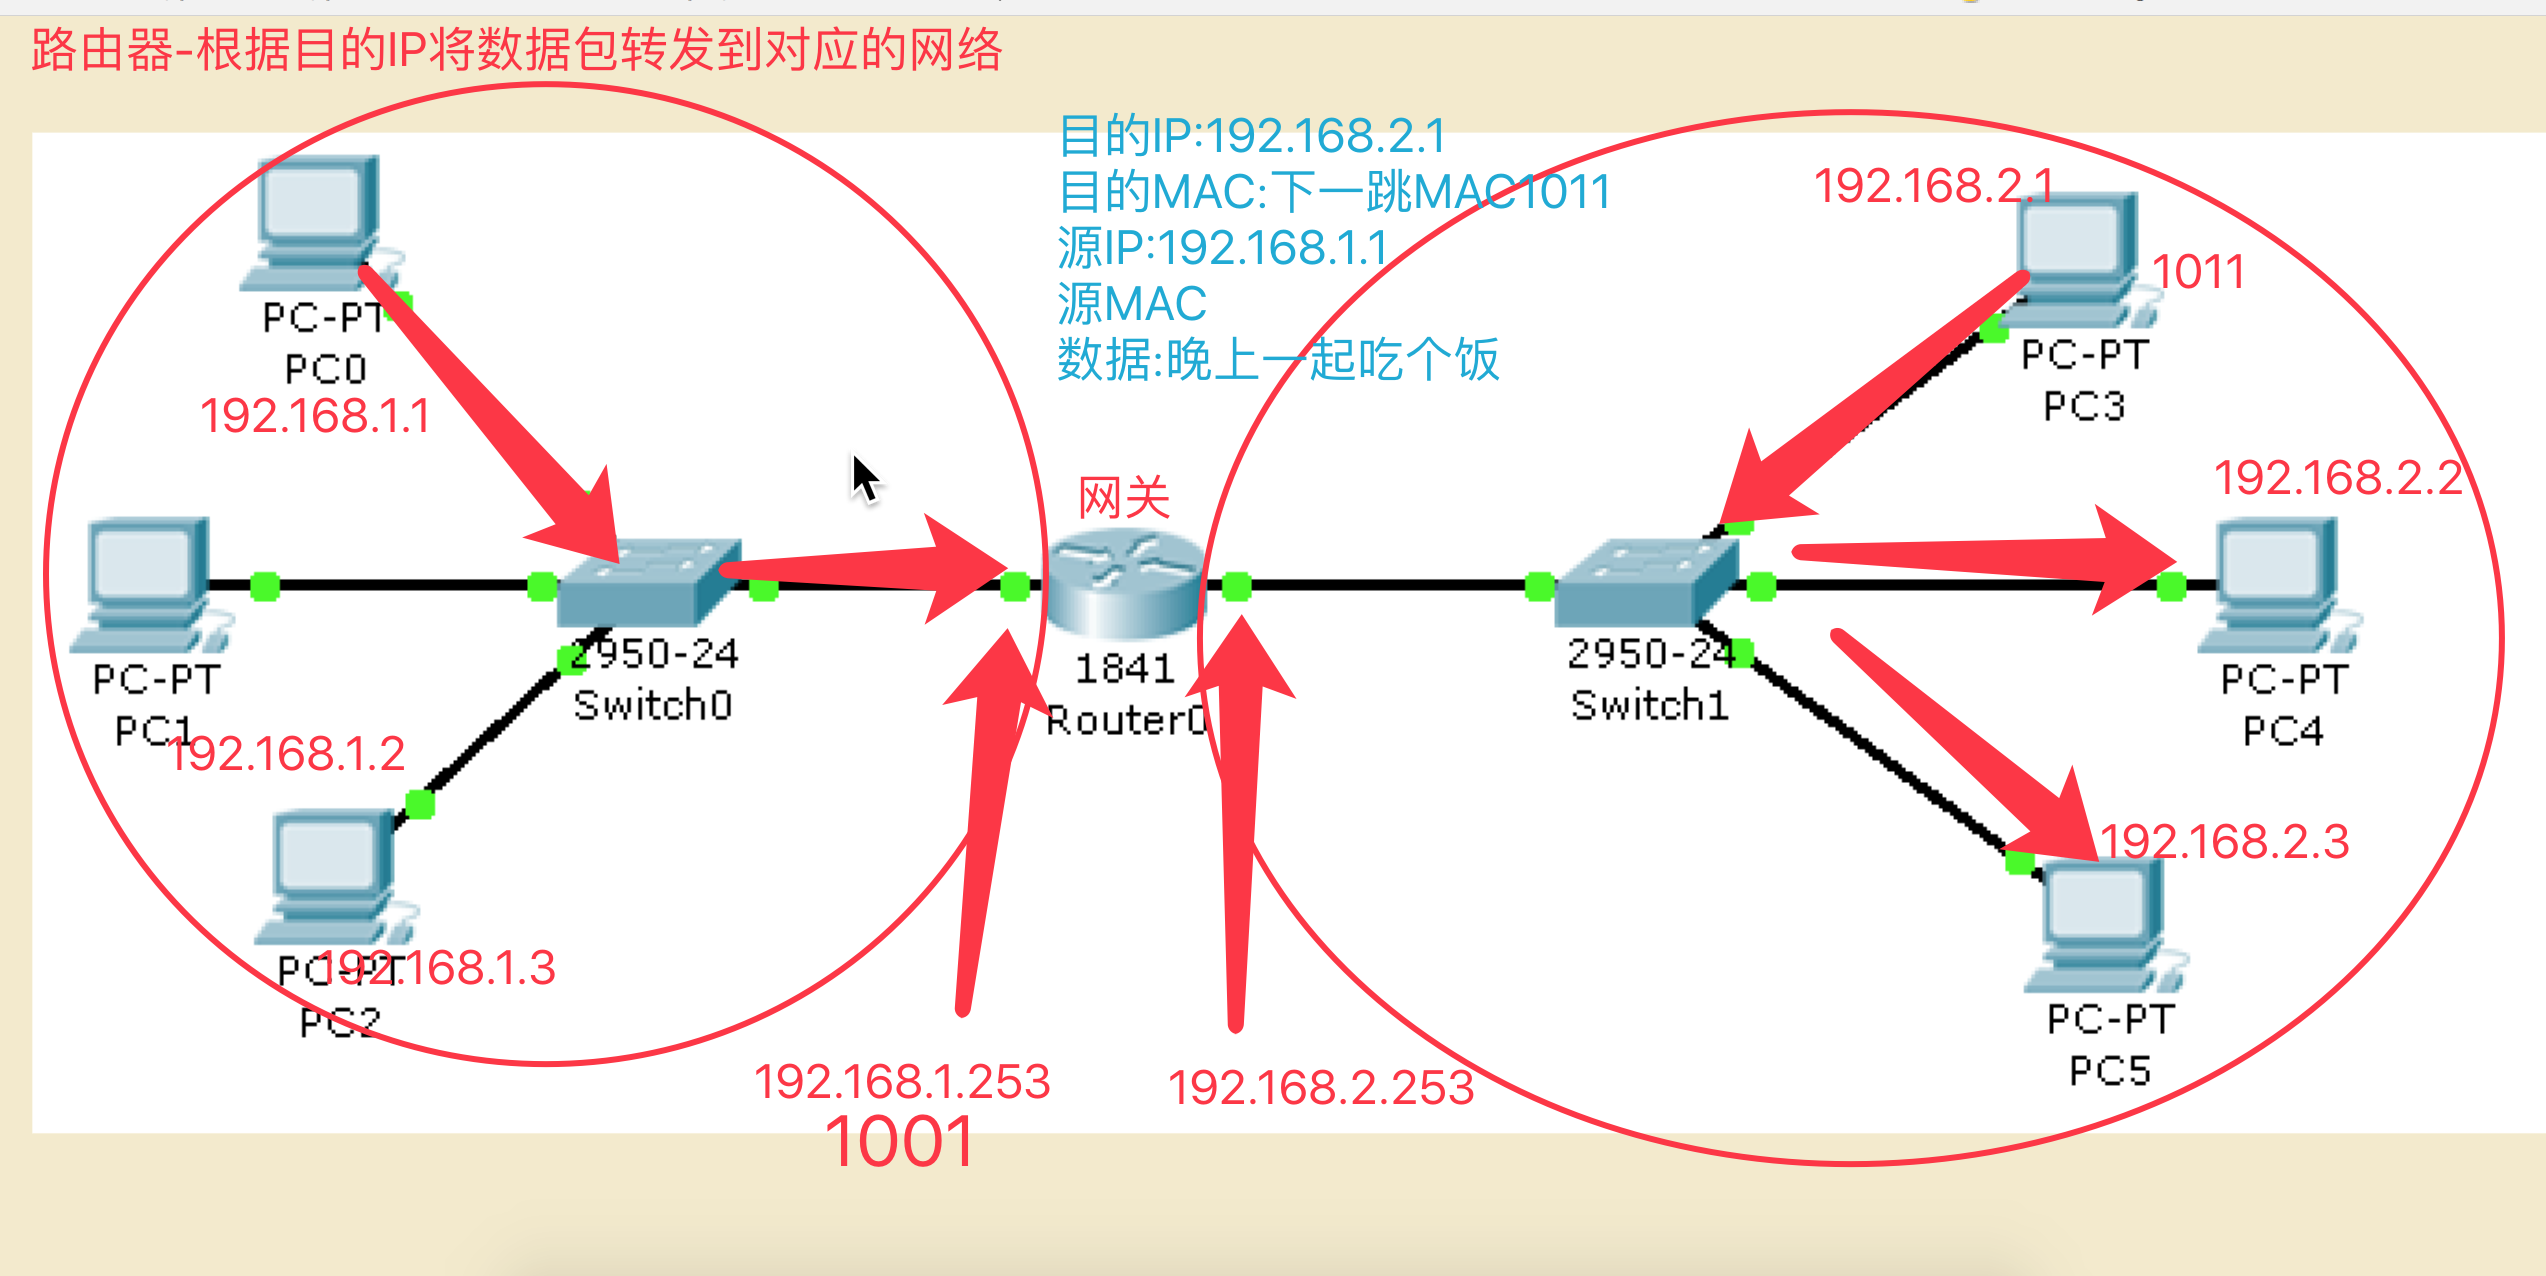 路由器-根据目的IP将数据包转发到对应的网络
目的IP:192.168.2.1
目的MAC:下一跳MAC1011
源IP:192.168.1.1
源MAC
数据:晚上一起吃个饭
PC-PT
PC0
192.168.1.1
PC-PT
PC1
192.168.1.2
PC-PT
PC2
192.168.1.3
2950-24
Switch0
网关
1841
Router0
192.168.1.253
1001
192.168.2.253
2950-24
Switch1
192.168.2.1
1011
PC-PT
PC3
192.168.2.2
PC-PT
PC4
192.168.2.3
PC-PT
PC5